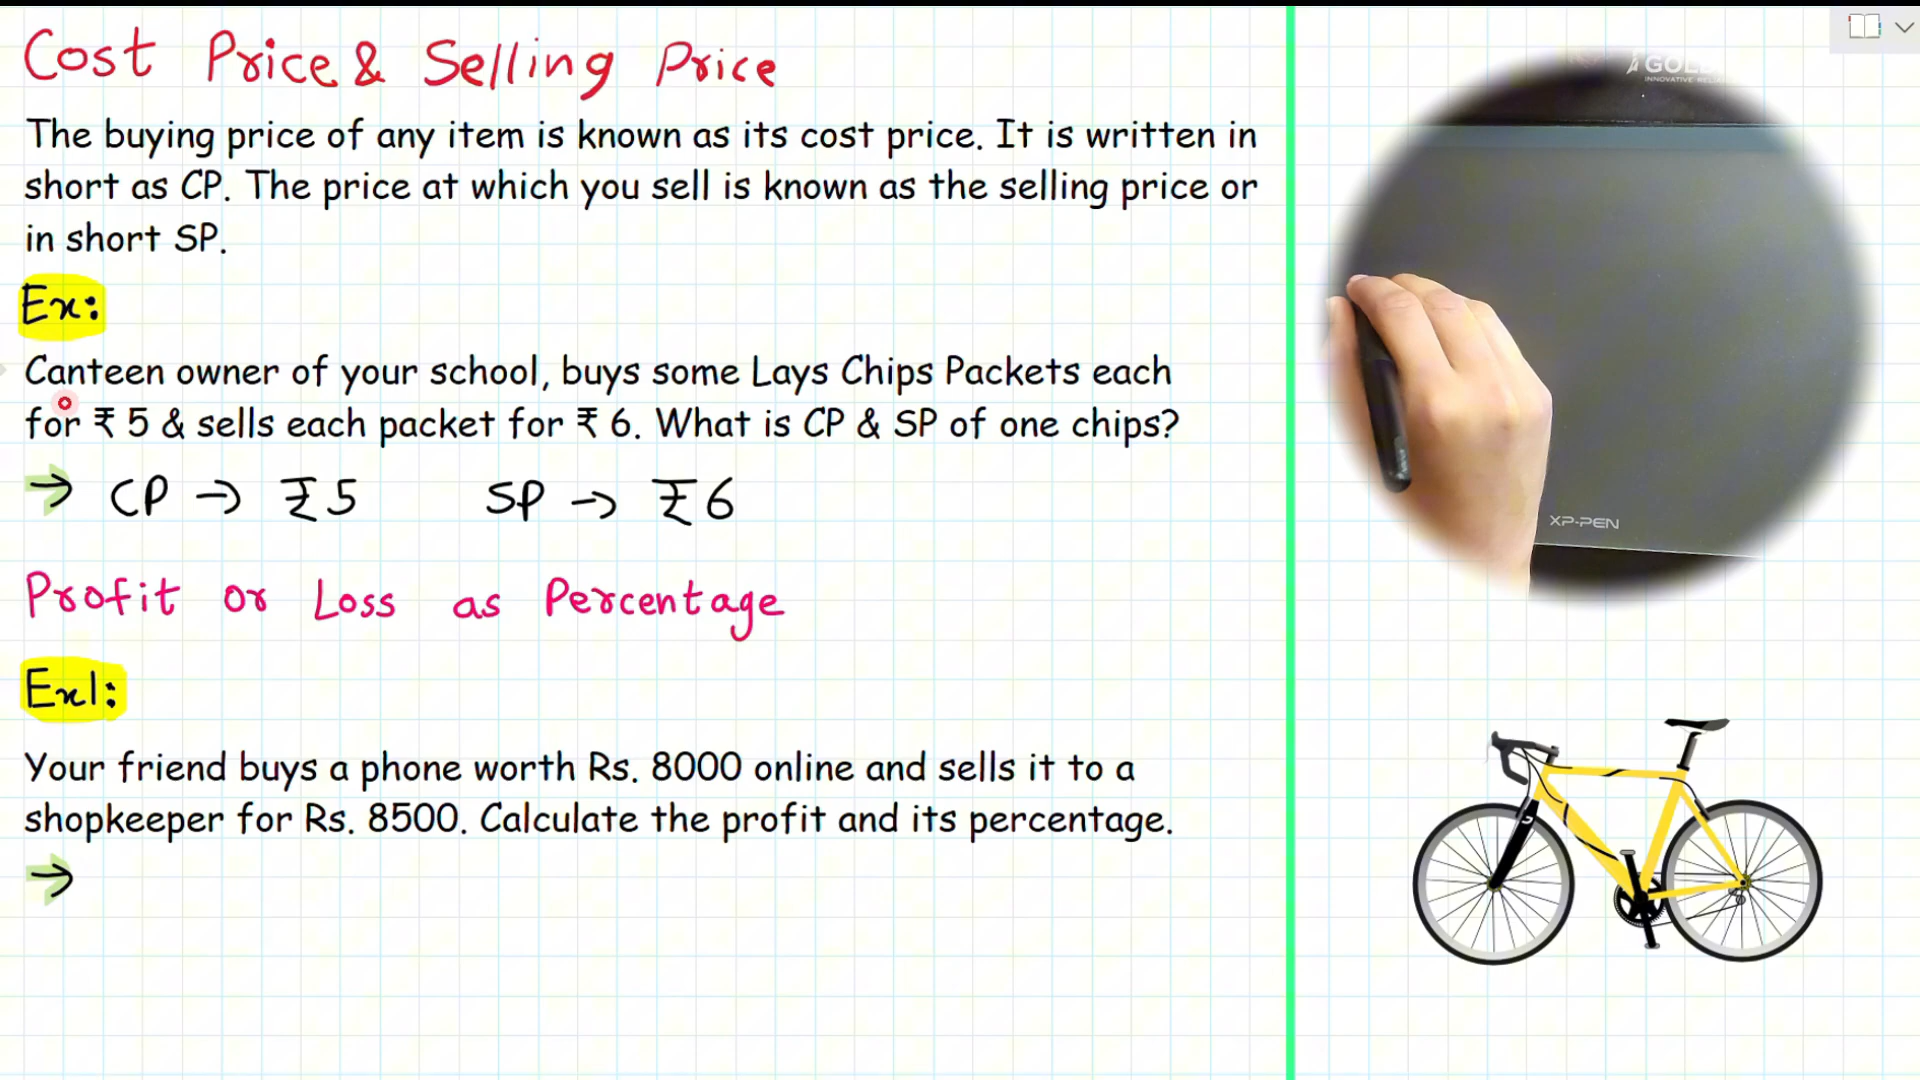 Cost Price & Selling Price
The buying price of any item is known as its cost price. It is written in
short as CP. The price at which you sell is known as the selling price or
in short SP.
Ex:
Canteen owner of your school, buys some Lays Chips Packets each
for ₹ 5 & sells each packet for ₹ 6. What is CP & SP of one chips?
→ CP → ₹5 SP → ₹6
Profit or Loss as Percentage
Ex1:
Your friend buys a phone worth Rs. 8000 online and sells it to a
shopkeeper for Rs. 8500. Calculate the profit and its percentage.
→
INNOVATIVE
XP-PEN